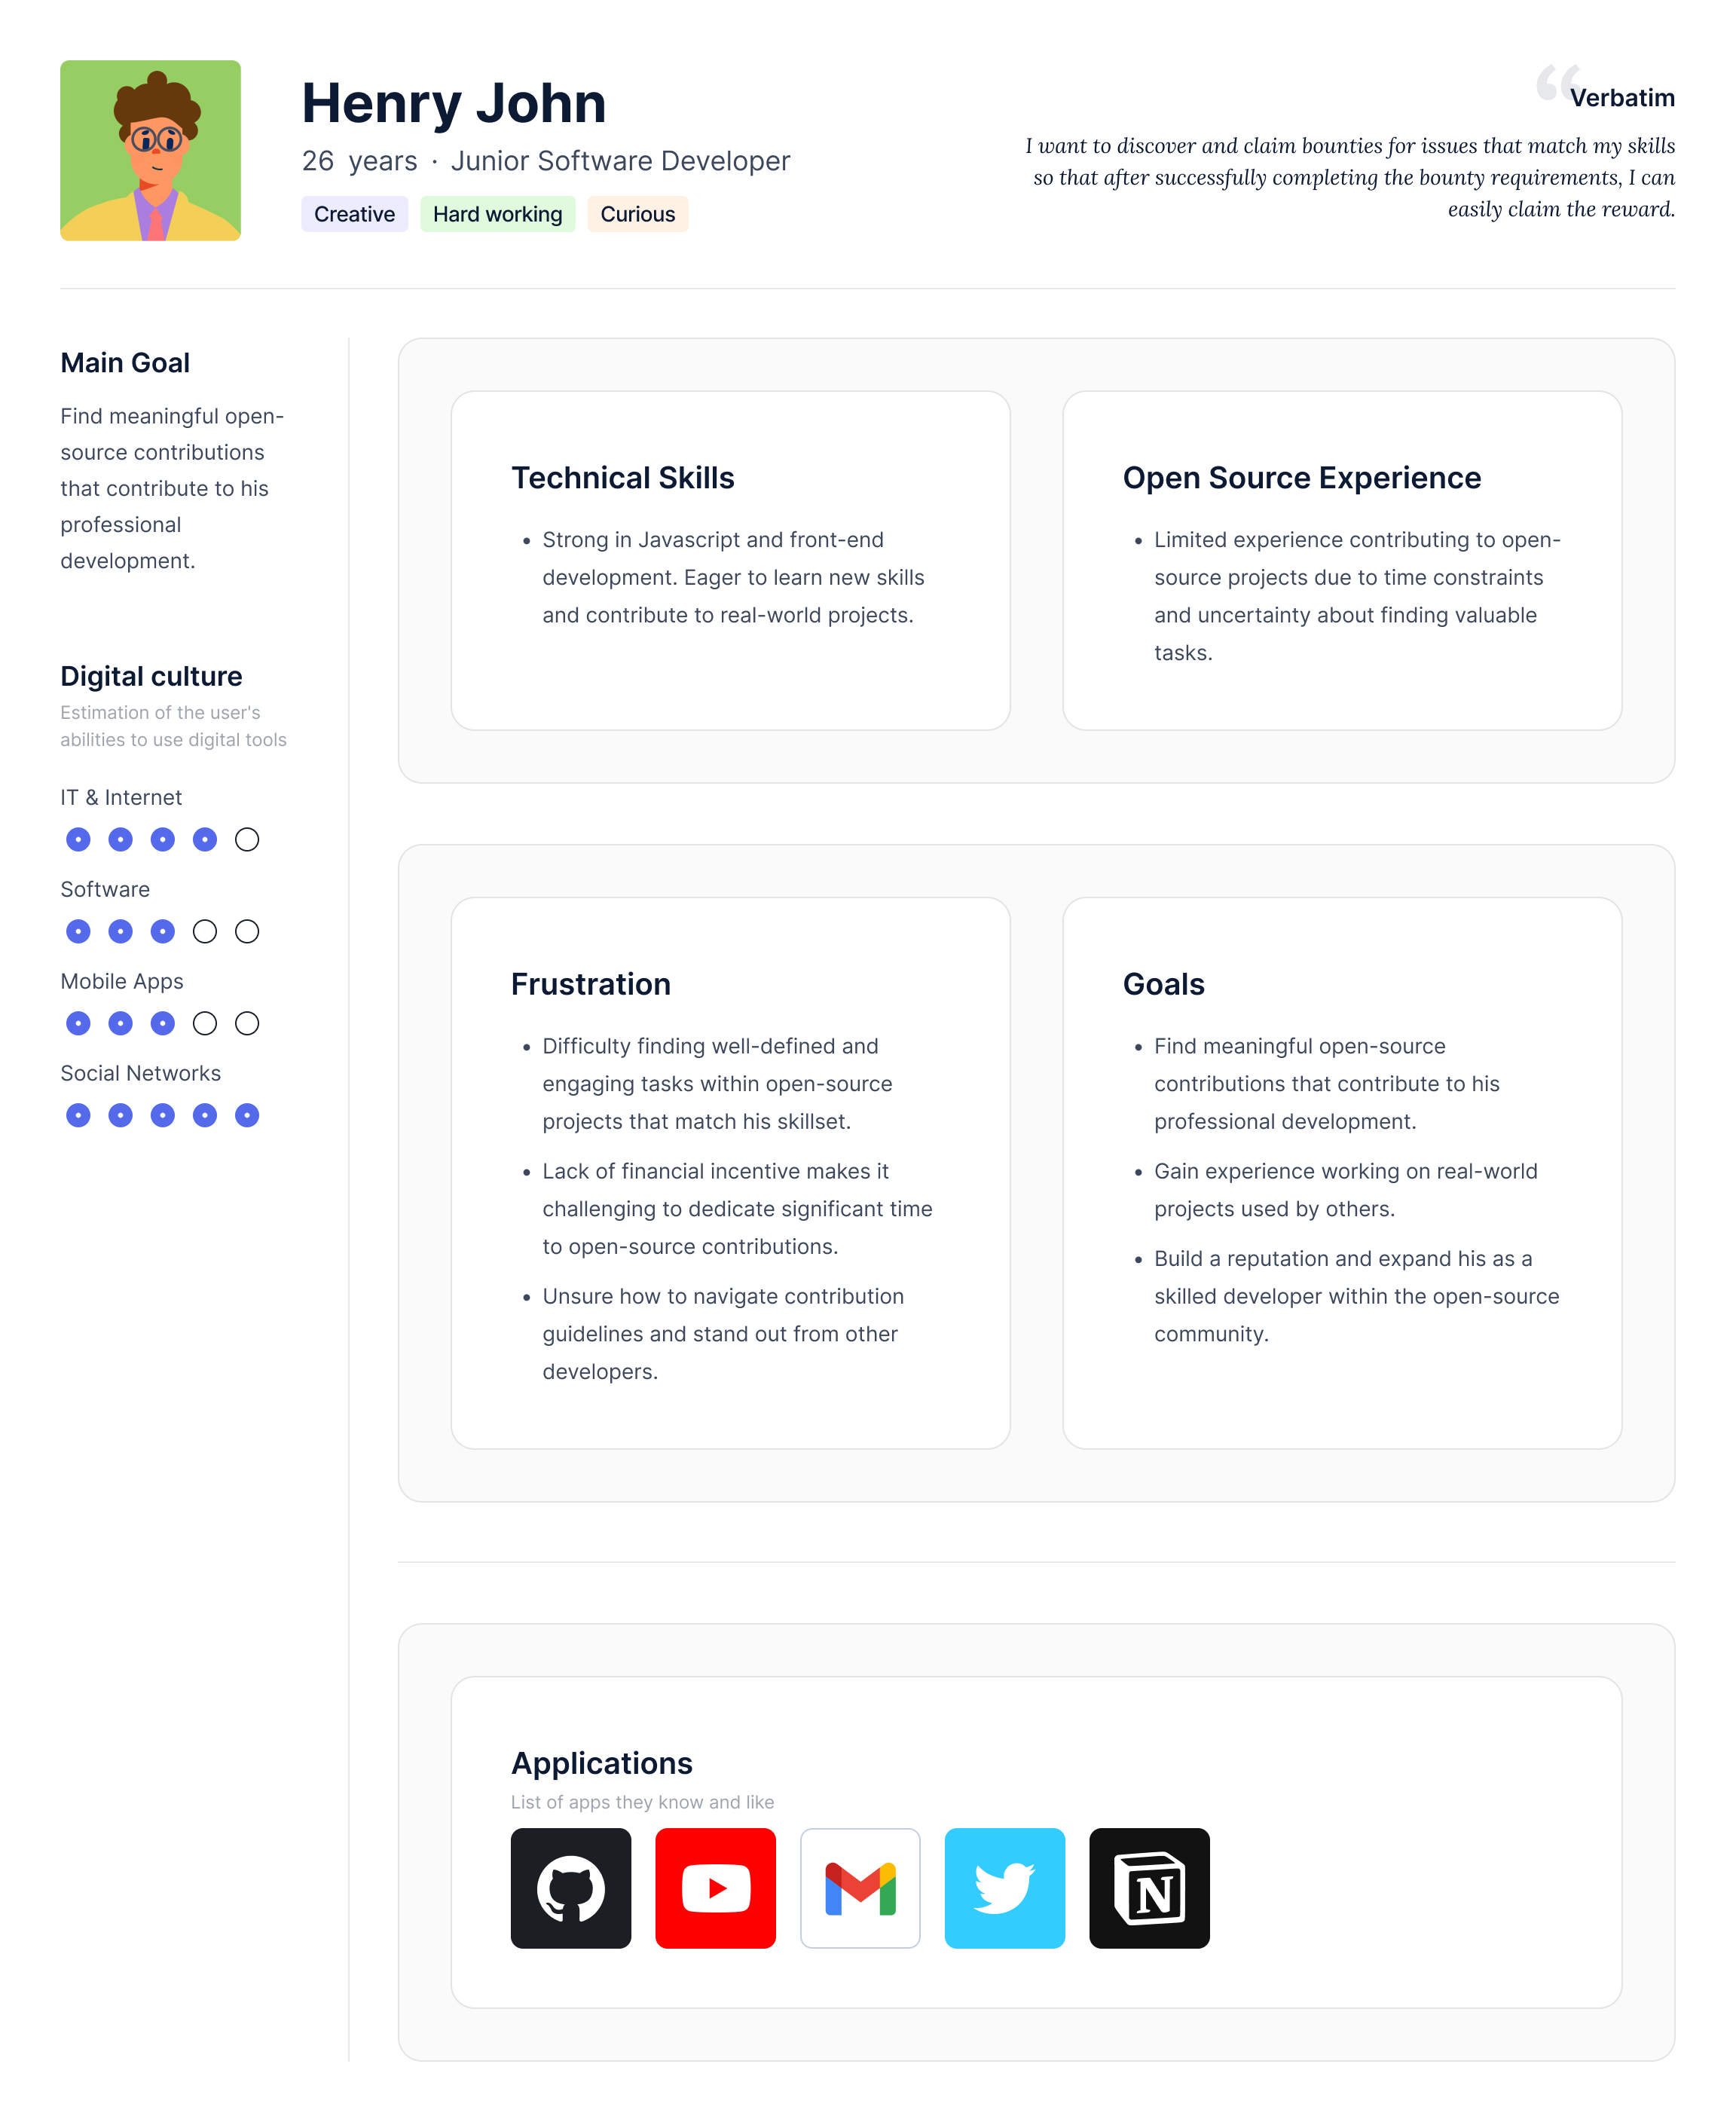 Henry John
26 years · Junior Software Developer
Creative Hard working Curious
“
Verbatim
I want to discover and claim bounties for issues that match my skills
so that after successfully completing the bounty requirements, I can
easily claim the reward.
Main Goal
Find meaningful open-
source contributions
that contribute to his
professional
development.
Digital culture
Estimation of the user's
abilities to use digital tools
IT & Internet
Software
Mobile Apps
Social Networks
Technical Skills
• Strong in Javascript and front-end
development. Eager to learn new skills
and contribute to real-world projects.
Open Source Experience
• Limited experience contributing to open-
source projects due to time constraints
and uncertainty about finding valuable
tasks.
Frustration
• Difficulty finding well-defined and
engaging tasks within open-source
projects that match his skillset.
• Lack of financial incentive makes it
challenging to dedicate significant time
to open-source contributions.
• Unsure how to navigate contribution
guidelines and stand out from other
developers.
Goals
• Find meaningful open-source
contributions that contribute to his
professional development.
• Gain experience working on real-world
projects used by others.
• Build a reputation and expand his as a
skilled developer within the open-source
community.
Applications
List of apps they know and like
N